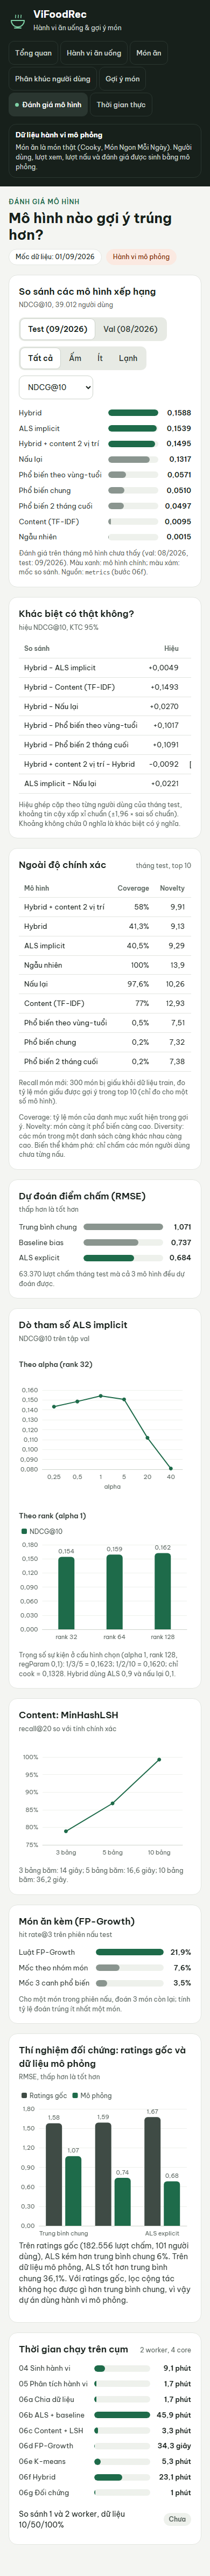 ViFoodRec
Hành vi ăn uống & gợi ý món
Tổng quan
Hành vi ăn uống
Món ăn
Phân khúc người dùng
Gợi ý món
Đánh giá mô hình
Thời gian thực
Dữ liệu hành vi mô phỏng
Món ăn là món thật (Cooky, Món Ngon Mỗi Ngày). Người
dùng, lượt xem, lượt nấu và đánh giá được sinh bằng mô
phỏng.
ĐÁNH GIÁ MÔ HÌNH
Mô hình nào gợi ý trúng
hơn?
Mốc dữ liệu: 01/09/2026
Hành vi mô phỏng
So sánh các mô hình xếp hạng
NDCG@10, 39.012 người dùng
Test (09/2026)
Val (08/2026)
Tất cả
Ấm
Ít
Lạnh
NDCG@10
Hybrid 0,1588
ALS implicit 0,1539
Hybrid + content 2 vị trí 0,1495
Nấu lại 0,1317
Phổ biến theo vùng-tuổi 0,0571
Phổ biến chung 0,0510
Phổ biến 2 tháng cuối 0,0497
Content (TF-IDF) 0,0095
Ngẫu nhiên 0,0015
Đánh giá trên tháng mô hình chưa thấy (val: 08/2026,
test: 09/2026). Màu xanh: mô hình chính; màu xám:
mốc so sánh. Nguồn: metrics (bước 06f).
Khác biệt có thật không?
hiệu NDCG@10, KTC 95%
So sánh Hiệu
Hybrid – ALS implicit +0,0049
Hybrid – Content (TF-IDF) +0,1493
Hybrid – Nấu lại +0,0270
Hybrid – Phổ biến theo vùng-tuổi +0,1017
Hybrid – Phổ biến 2 tháng cuối +0,1091
Hybrid + content 2 vị trí – Hybrid -0,0092 [
ALS implicit – Nấu lại +0,0221
Hiệu ghép cặp theo từng người dùng của tháng test,
khoảng tin cậy xấp xỉ chuẩn (±1,96 × sai số chuẩn).
Khoảng không chứa 0 nghĩa là khác biệt có ý nghĩa.
Ngoài độ chính xác
tháng test, top 10
Mô hình Coverage Novelty
Hybrid + content 2 vị trí 58% 9,91
Hybrid 41,3% 9,13
ALS implicit 40,5% 9,29
Ngẫu nhiên 100% 13,9
Nấu lại 97,6% 10,26
Content (TF-IDF) 77% 12,93
Phổ biến theo vùng-tuổi 0,5% 7,51
Phổ biến chung 0,2% 7,32
Phổ biến 2 tháng cuối 0,2% 7,38
Recall món mới: 300 món bị giấu khỏi dữ liệu train, đo
tỷ lệ món giấu được gợi ý trong top 10 (chỉ đo cho một
số mô hình).
Coverage: tỷ lệ món của danh mục xuất hiện trong gợi
ý. Novelty: món càng ít phổ biến càng cao. Diversity:
các món trong một danh sách càng khác nhau càng
cao. Biên thể khám phá: chỉ chấm các món người dùng
chưa từng nấu.
Dự đoán điểm chấm (RMSE)
thấp hơn là tốt hơn
Trung bình chung 1,071
Baseline bias 0,737
ALS explicit 0,684
63.370 lượt chấm tháng test mà cả 3 mô hình đều dự
đoán được.
Dò tham số ALS implicit
NDCG@10 trên tập val
Theo alpha (rank 32)
0,160
0,150
0,140
0,130
0,120
0,110
0,100
0,090
0,080
0,25 0,5 1 5 20 40
alpha
Theo rank (alpha 1)
NDCG@10
0,180
0,150
0,120
0,090
0,060
0,030
0,000
0,154 0,159 0,162
rank 32 rank 64 rank 128
Trọng số sự kiện ở cấu hình chọn (alpha 1, rank 128,
regParam 0,1): 1/3/5 = 0,1623; 1/2/10 = 0,1620; chỉ
cook = 0,1328. Hybrid dùng ALS 0,9 và nấu lại 0,1.
Content: MinHashLSH
recall@20 so với tính chính xác
100%
95%
90%
85%
80%
75%
3 bảng 5 bảng 10 bảng
3 bảng băm: 14 giây; 5 bảng băm: 16,6 giây; 10 bảng
băm: 36,2 giây.
Món ăn kèm (FP-Growth)
hit rate@3 trên phiên nấu test
Luật FP-Growth 21,9%
Mốc theo nhóm món 7,6%
Mốc 3 canh phổ biến 3,5%
Cho một món trong phiên nấu, đoán 3 món còn lại; tính
tỷ lệ đoán trúng ít nhất một món.
Thí nghiệm đối chứng: ratings gốc và
dữ liệu mô phỏng
RMSE, thấp hơn là tốt hơn
Ratings gốc
Mô phỏng
1,80
1,50
1,20
0,90
0,60
0,30
0,00
1,58 1,07 1,59 0,74 1,67 0,68
Trung bình chung ALS explicit
Trên ratings gốc (182.556 lượt chấm, 101 người
dùng), ALS kém hơn trung bình chung 6%. Trên
dữ liệu mô phỏng, ALS tốt hơn trung bình
chung 36,1%. Với ratings gốc, lọc cộng tác
không học được gì hơn trung bình chung, vì vậy
dự án dùng hành vi mô phỏng.
Thời gian chạy trên cụm
2 worker, 4 core
04 Sinh hành vi 9,1 phút
05 Phân tích hành vi 1,7 phút
06a Chia dữ liệu 1,7 phút
06b ALS + baseline 45,9 phút
06c Content + LSH 3,3 phút
06d FP-Growth 34,3 giây
06e K-means 5,3 phút
06f Hybrid 23,1 phút
06g Đối chứng 1 phút
So sánh 1 và 2 worker, dữ liệu
10/50/100%
Chưa